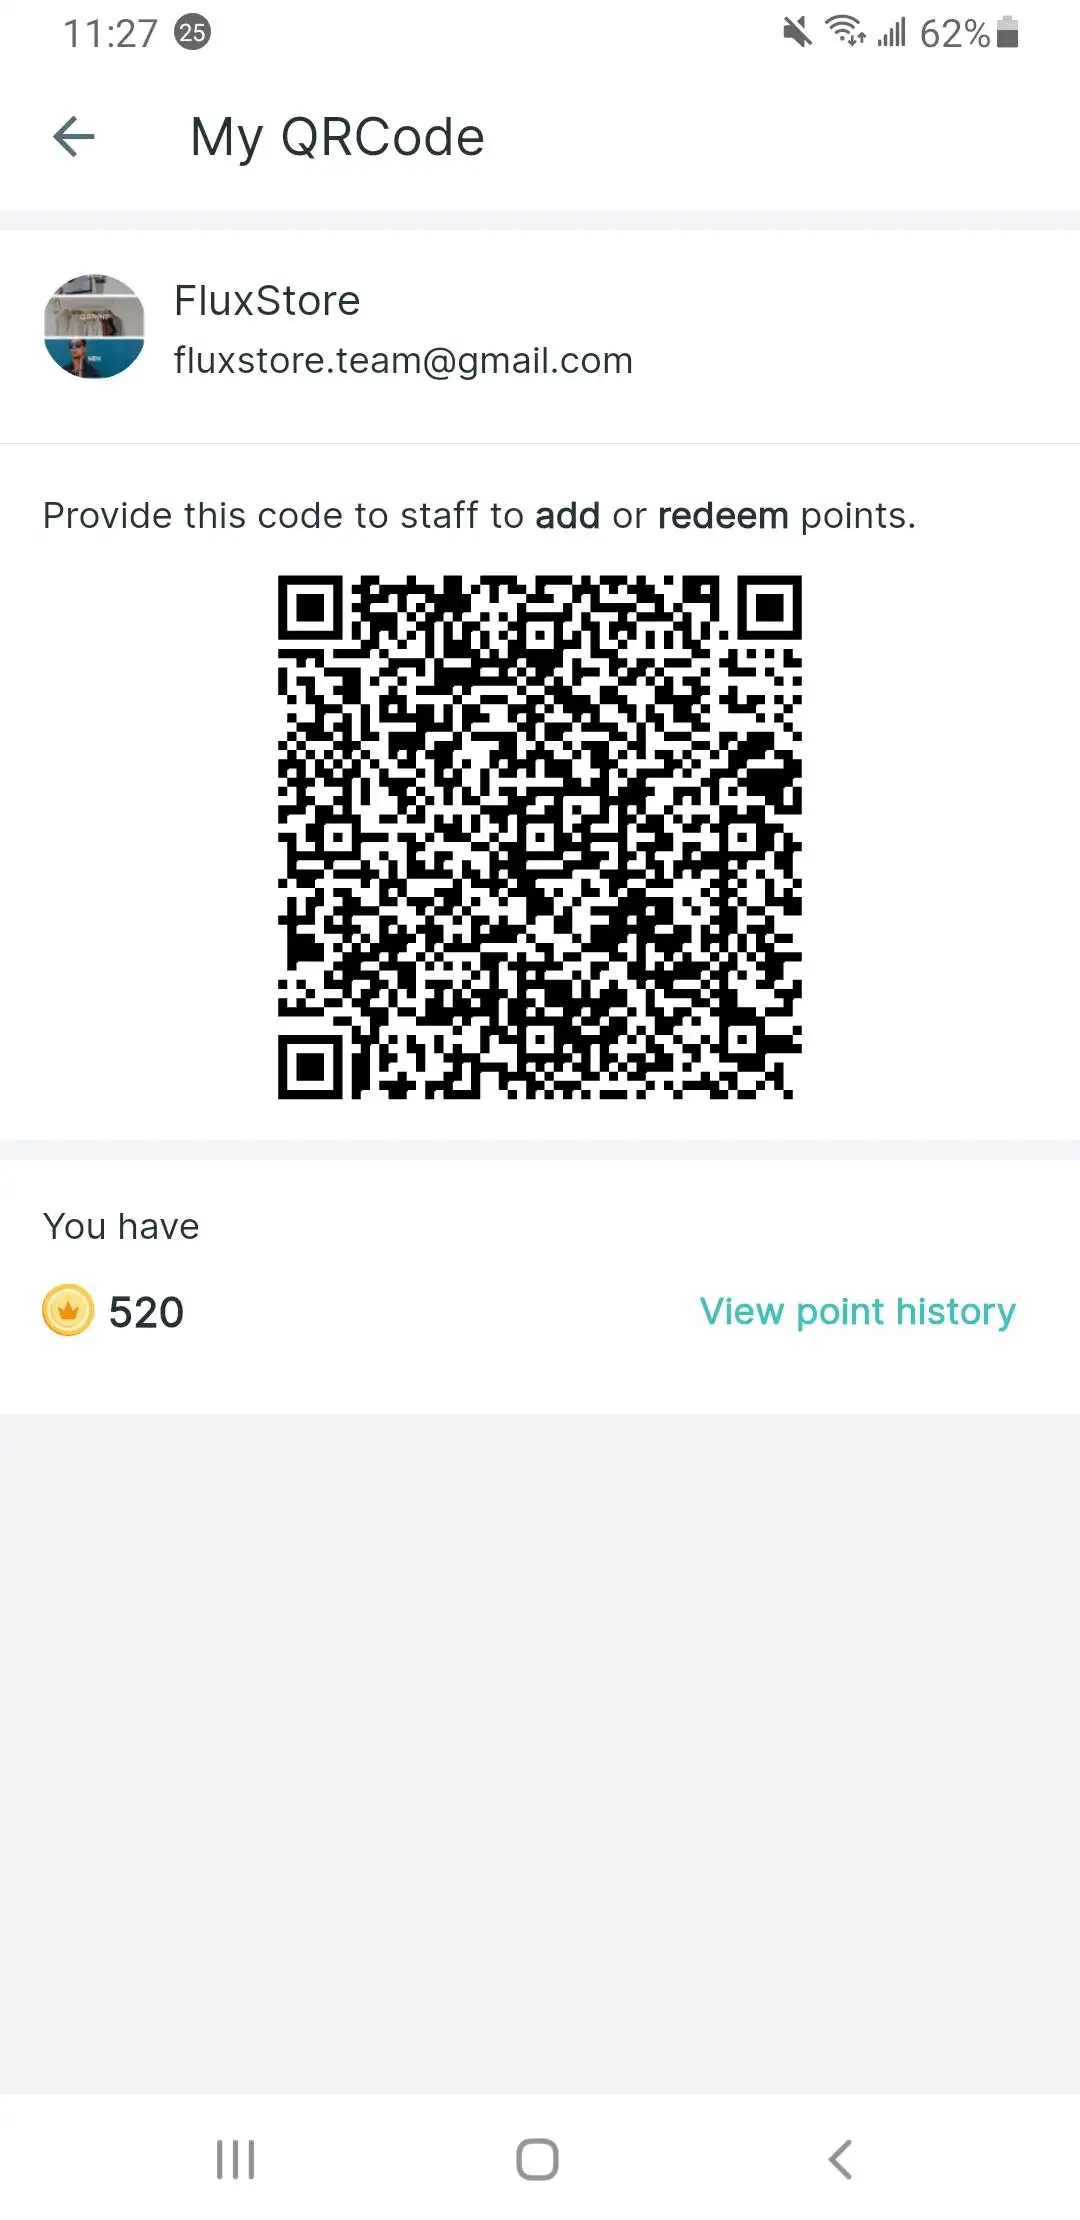 11:27 25 62%
My QRCode
FluxStore
fluxstore.team@gmail.com
Provide this code to staff to add or redeem points.
You have
520 View point history